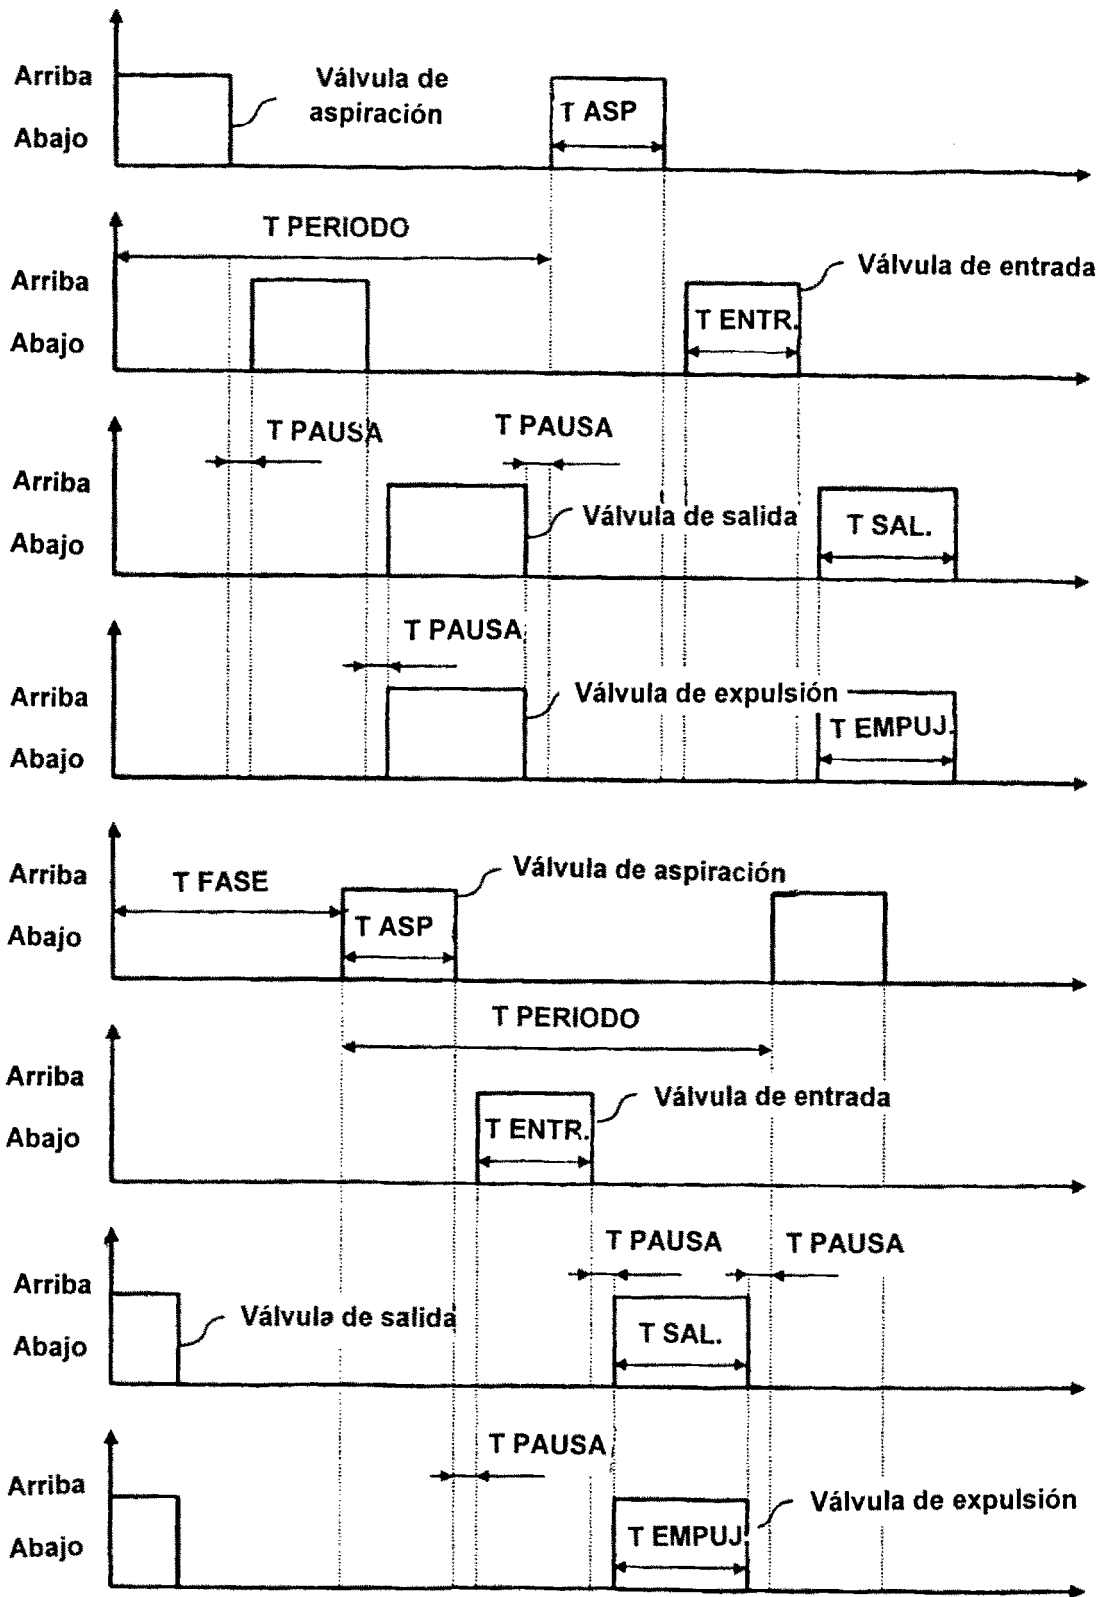 Arriba
Válvula de
aspiración
T ASP
Abajo
T PERIODO
Válvula de entrada
Arriba
T ENTR.
Abajo
T PAUSA
T PAUSA
Arriba
Válvula de salida
T SAL.
Abajo
T PAUSA
Arriba
Válvula de expulsión
T EMPUJ.
Abajo
Válvula de aspiración
Arriba
T FASE
T ASP
Abajo
T PERIODO
Arriba
Válvula de entrada
T ENTR.
Abajo
T PAUSA
T PAUSA
Arriba
Válvula de salida
T SAL.
Abajo
T PAUSA
Arriba
Válvula de expulsión
T EMPUJ.
Abajo